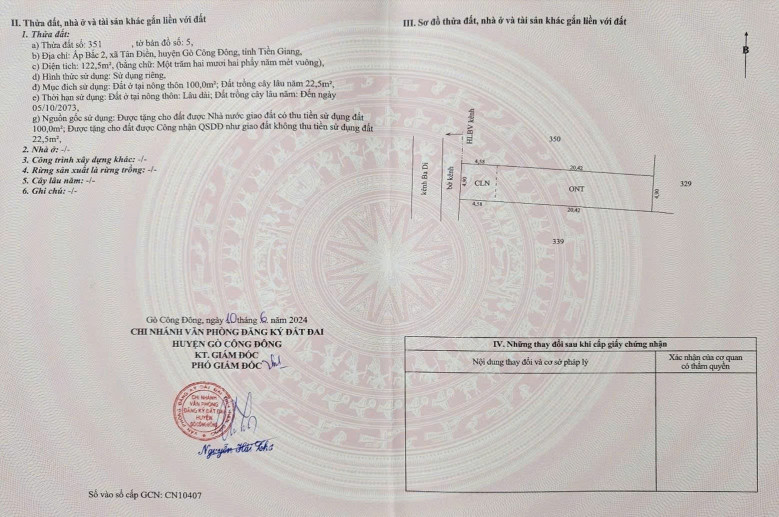 II. Thửa đất, nhà ở và tài sản khác gắn liền với đất
1. Thửa đất:
a) Thửa đất số: 351 , tờ bản đồ số: 5,
b) Địa chỉ: Ấp Bắc 2, xã Tân Điền, huyện Gò Công Đông, tỉnh Tiền Giang,
c) Diện tích: 122,5m², (bằng chữ: Một trăm hai mươi hai phẩy năm mét vuông),
d) Hình thức sử dụng: Sử dụng riêng,
đ) Mục đích sử dụng: Đất ở tại nông thôn 100,0m²; Đất trồng cây lâu năm 22,5m²,
e) Thời hạn sử dụng: Đất ở tại nông thôn: Lâu dài; Đất trồng cây lâu năm: Đến ngày
05/10/2073,
g) Nguồn gốc sử dụng: Được tặng cho đất được Nhà nước giao đất có thu tiền sử dụng đất
100,0m²; Được tặng cho đất được Công nhận QSDĐ như giao đất không thu tiền sử dụng đất
22,5m²,
2. Nhà ở: -/-
3. Công trình xây dựng khác: -/-
4. Rừng sản xuất là rừng trồng: -/-
5. Cây lâu năm: -/-
6. Ghi chú: -/-
Gò Công Đông, ngày 10 tháng 6 năm 2024
CHI NHÁNH VĂN PHÒNG ĐĂNG KÝ ĐẤT ĐAI
HUYỆN GÒ CÔNG ĐÔNG
KT. GIÁM ĐỐC
PHÓ GIÁM ĐỐC
CHI NHÁNH
VĂN PHÒNG
ĐĂNG KÝ ĐẤT ĐAI
HUYỆN
GÒ CÔNG ĐÔNG
Nguyễn Hải
Số vào sổ cấp GCN: CN10407
III. Sơ đồ thửa đất, nhà ở và tài sản khác gắn liền với đất
B
HLBV kênh
350
kênh Ba Di
bờ kênh
20,42
4,90
CLN
ONT
4,90
329
4,54
20,42
339
IV. Những thay đổi sau khi cấp giấy chứng nhận
Nội dung thay đổi và cơ sở pháp lý
Xác nhận của cơ quan
có thẩm quyền